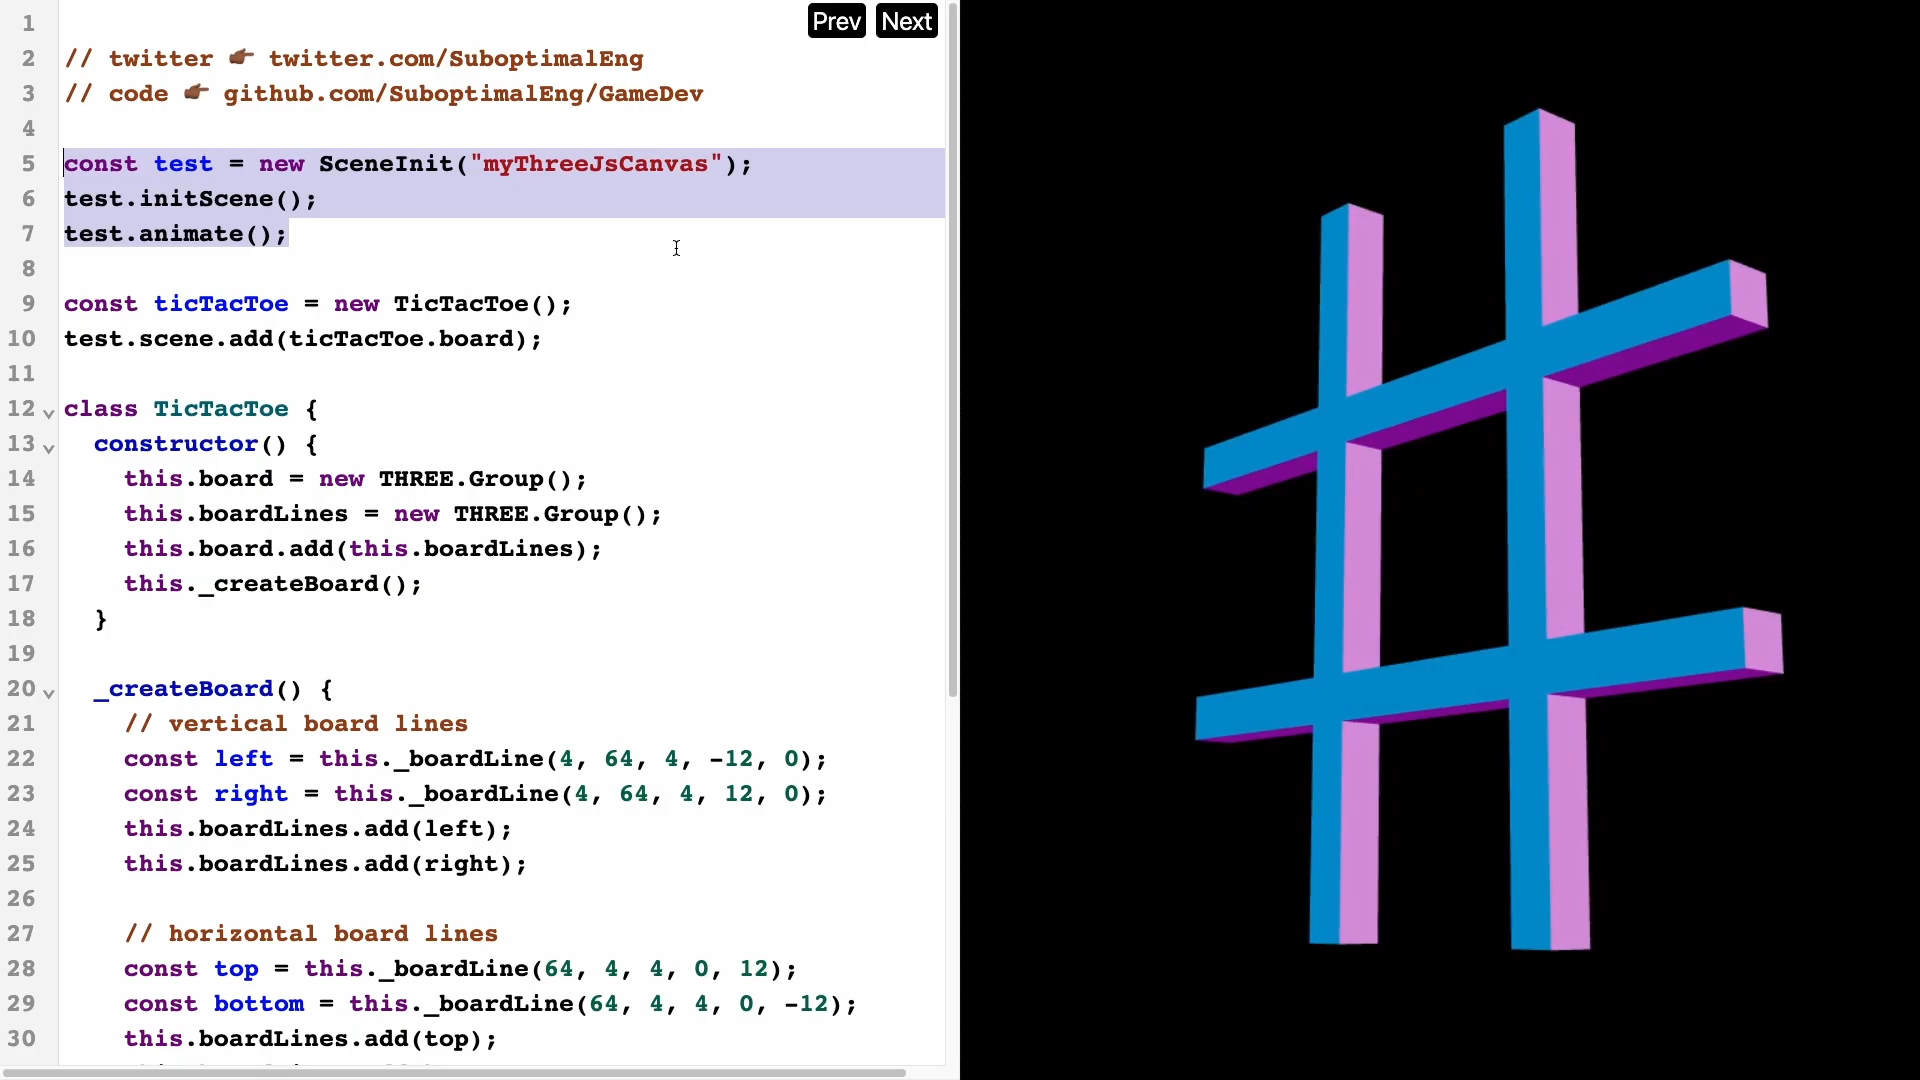 Prev Next
1
2 // twitter 👉🏾 twitter.com/SuboptimalEng
3 // code 👉🏾 github.com/SuboptimalEng/GameDev
4
5 const test = new SceneInit("myThreeJsCanvas");
6 test.initScene();
7 test.animate();
8
9 const ticTacToe = new TicTacToe();
10 test.scene.add(ticTacToe.board);
11
12 class TicTacToe {
13 constructor() {
14 this.board = new THREE.Group();
15 this.boardLines = new THREE.Group();
16 this.board.add(this.boardLines);
17 this._createBoard();
18 }
19
20 _createBoard() {
21 // vertical board lines
22 const left = this._boardLine(4, 64, 4, -12, 0);
23 const right = this._boardLine(4, 64, 4, 12, 0);
24 this.boardLines.add(left);
25 this.boardLines.add(right);
26
27 // horizontal board lines
28 const top = this._boardLine(64, 4, 4, 0, 12);
29 const bottom = this._boardLine(64, 4, 4, 0, -12);
30 this.boardLines.add(top);